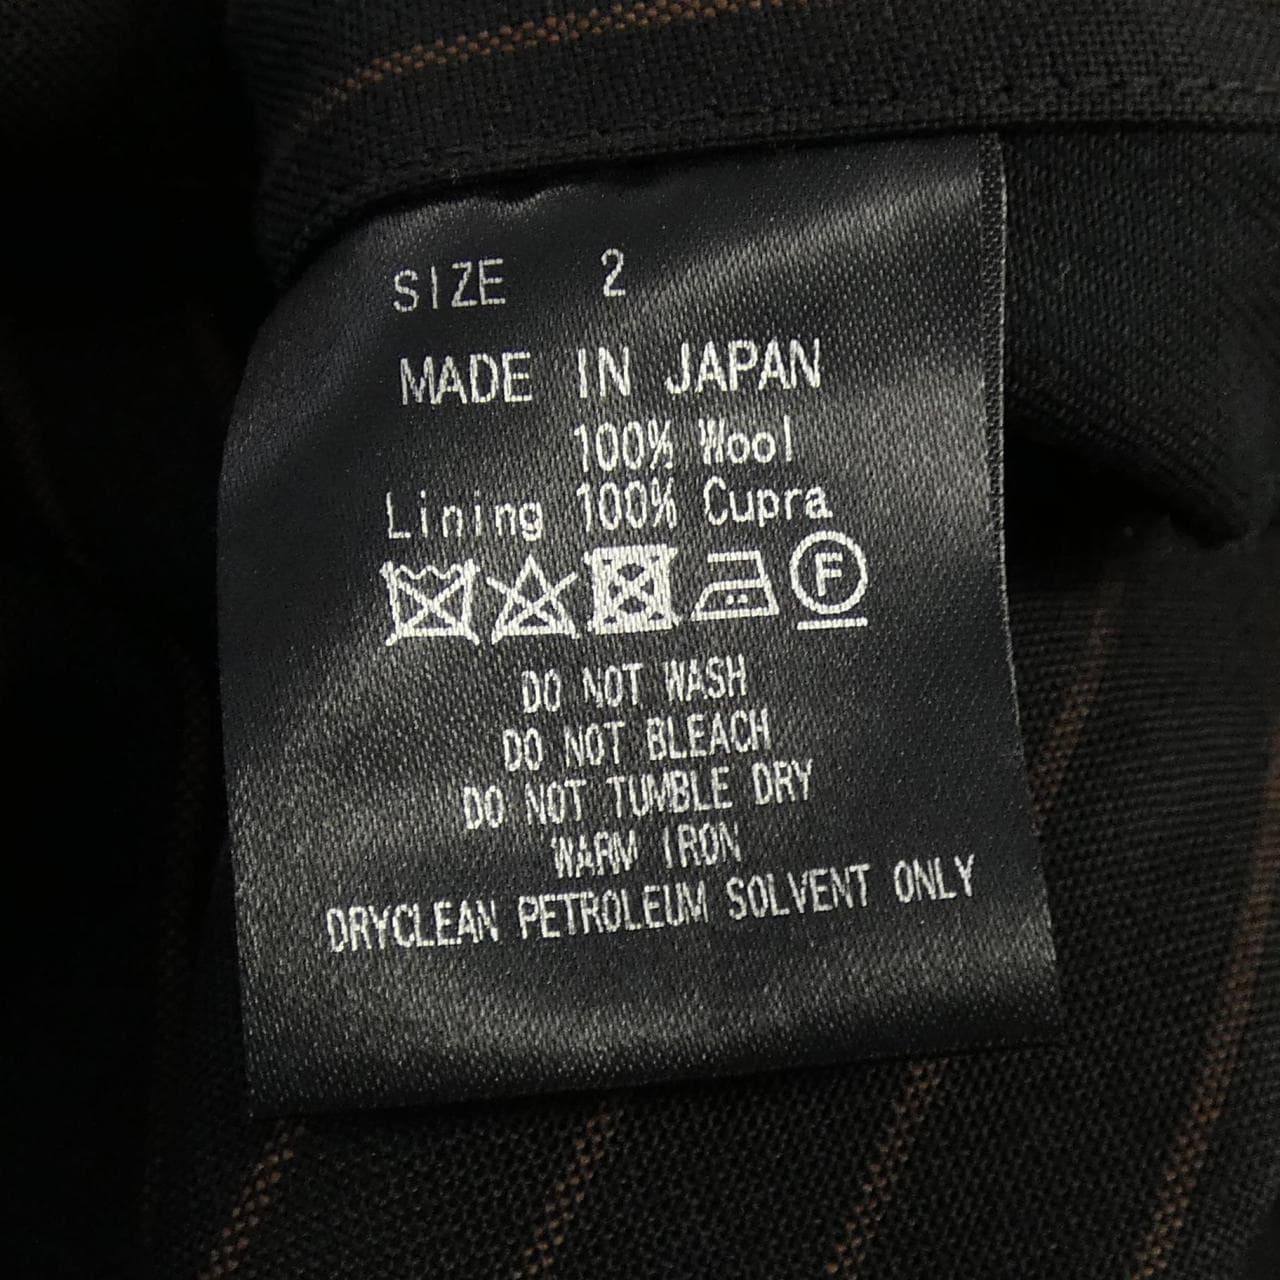 SIZE 2
MADE IN JAPAN
100% Wool
Lining 100% Cupra
F
DO NOT WASH
DO NOT BLEACH
DO NOT TUMBLE DRY
WARM IRON
DRYCLEAN PETROLEUM SOLVENT ONLY